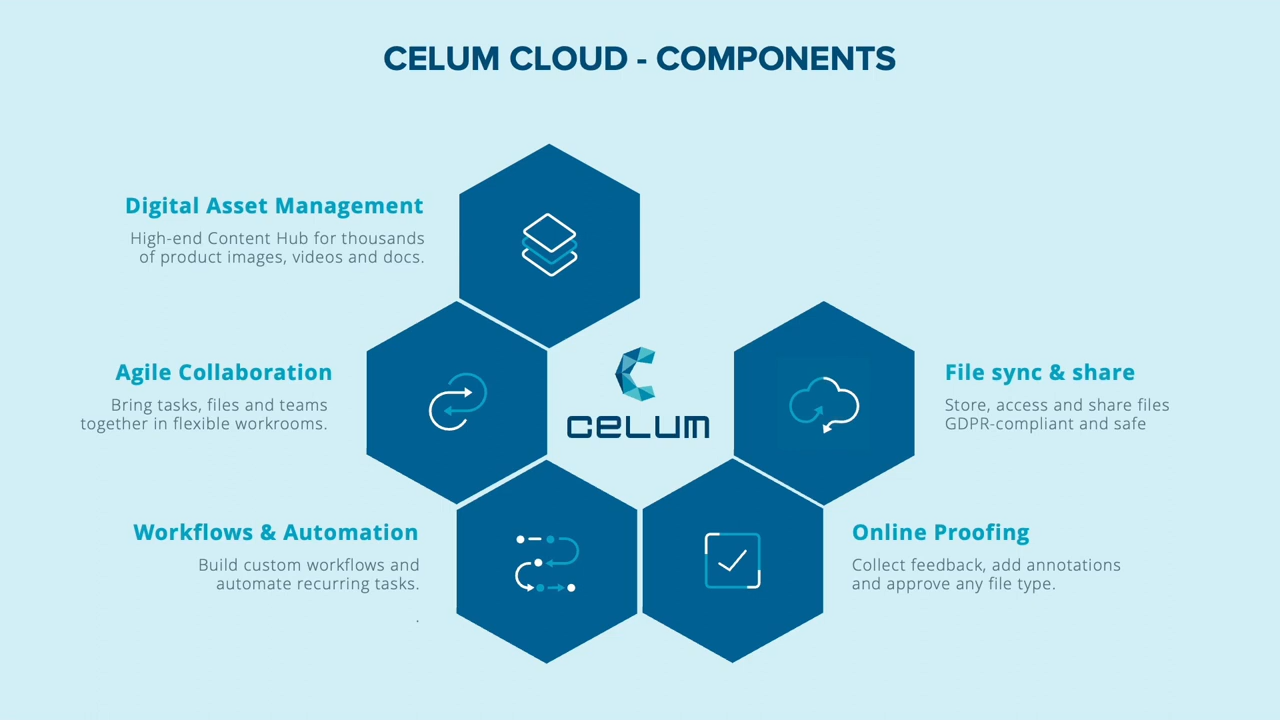 CELUM CLOUD - COMPONENTS
Digital Asset Management
High-end Content Hub for thousands
of product images, videos and docs.
Agile Collaboration
Bring tasks, files and teams
together in flexible workrooms.
CELUM
File sync & share
Store, access and share files
GDPR-compliant and safe
Workflows & Automation
Build custom workflows and
automate recurring tasks.
.
Online Proofing
Collect feedback, add annotations
and approve any file type.